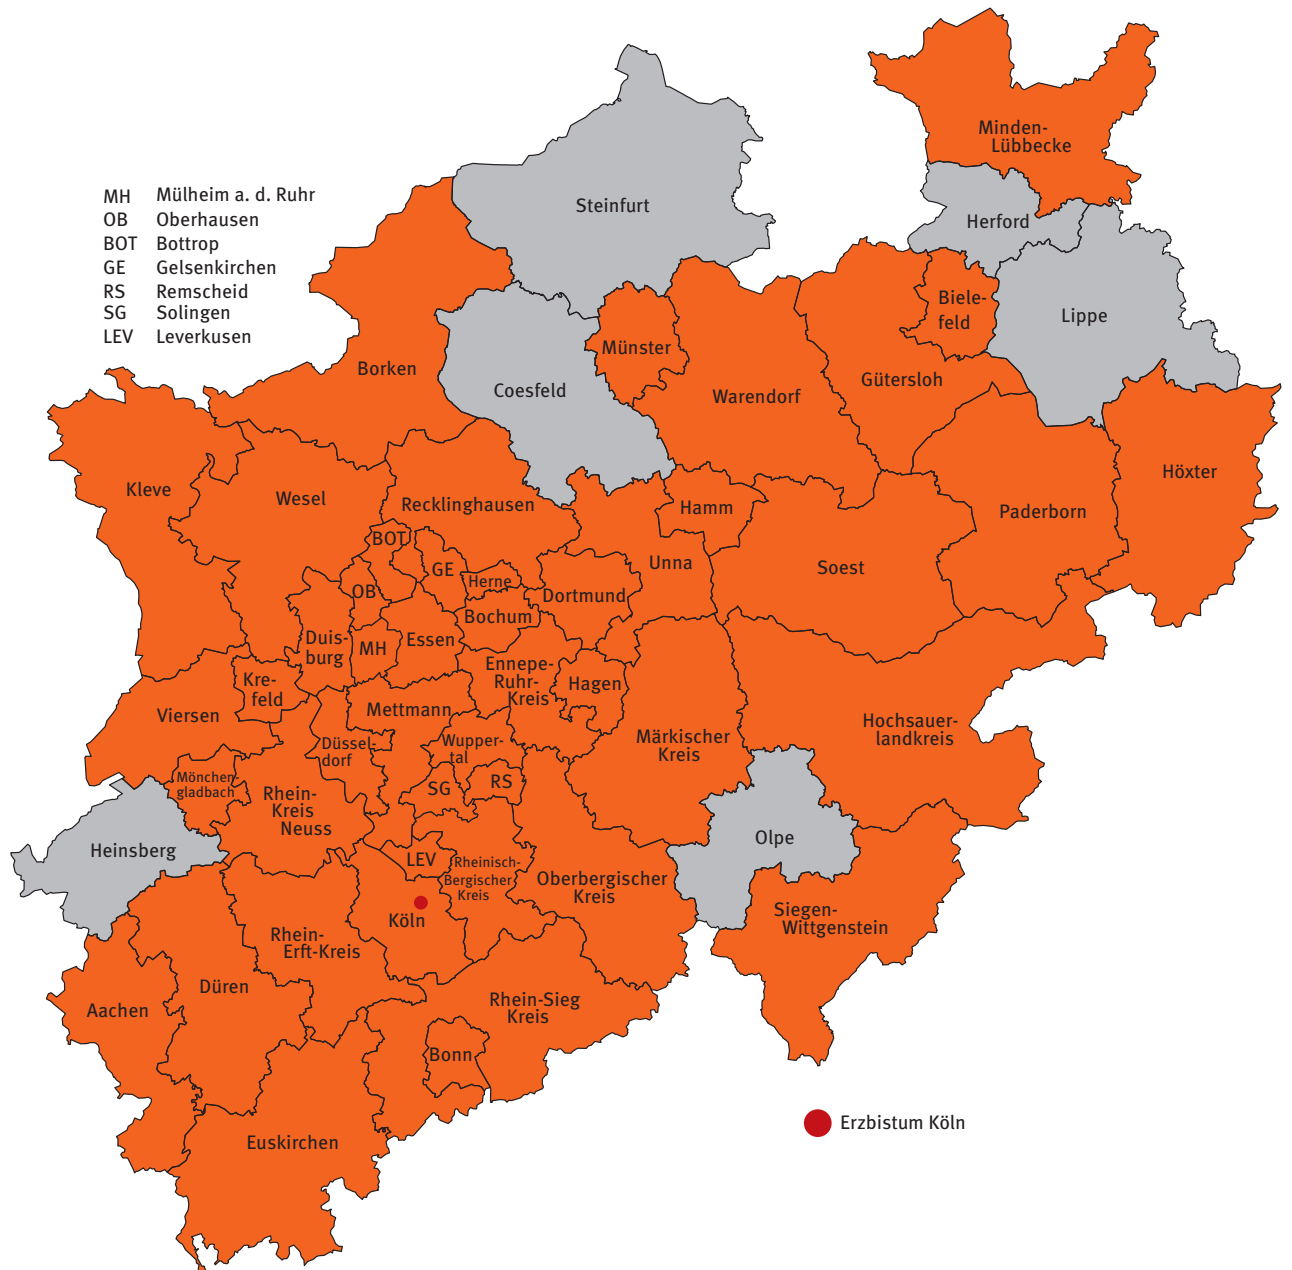 Minden-
Lübbecke
MH Mülheim a. d. Ruhr
OB Oberhausen
BOT Bottrop
GE Gelsenkirchen
RS Remscheid
SG Solingen
LEV Leverkusen
Steinfurt
Herford
Biele-
feld
Lippe
Münster
Borken
Coesfeld
Warendorf
Gütersloh
Kleve
Wesel
Recklinghausen
Hamm
Paderborn
Höxter
BOT
GE
Herne
Unna
Soest
OB
Dortmund
Bochum
Duis-
burg
MH
Essen
Ennepe-
Ruhr-
Kreis
Hagen
Kre-
feld
Viersen
Mettmann
Märkischer
Kreis
Hochsauer-
landkreis
Düssel-
dorf
Wupper-
tal
Mönchen-
gladbach
Rhein-
Kreis
Neuss
SG
RS
Heinsberg
LEV
Rheinisch-
Bergischer
Kreis
Oberbergischer
Kreis
Olpe
Köln
Siegen-
Wittgenstein
Rhein-
Erft-Kreis
Düren
Aachen
Rhein-Sieg
Kreis
Bonn
Euskirchen
Erzbistum Köln